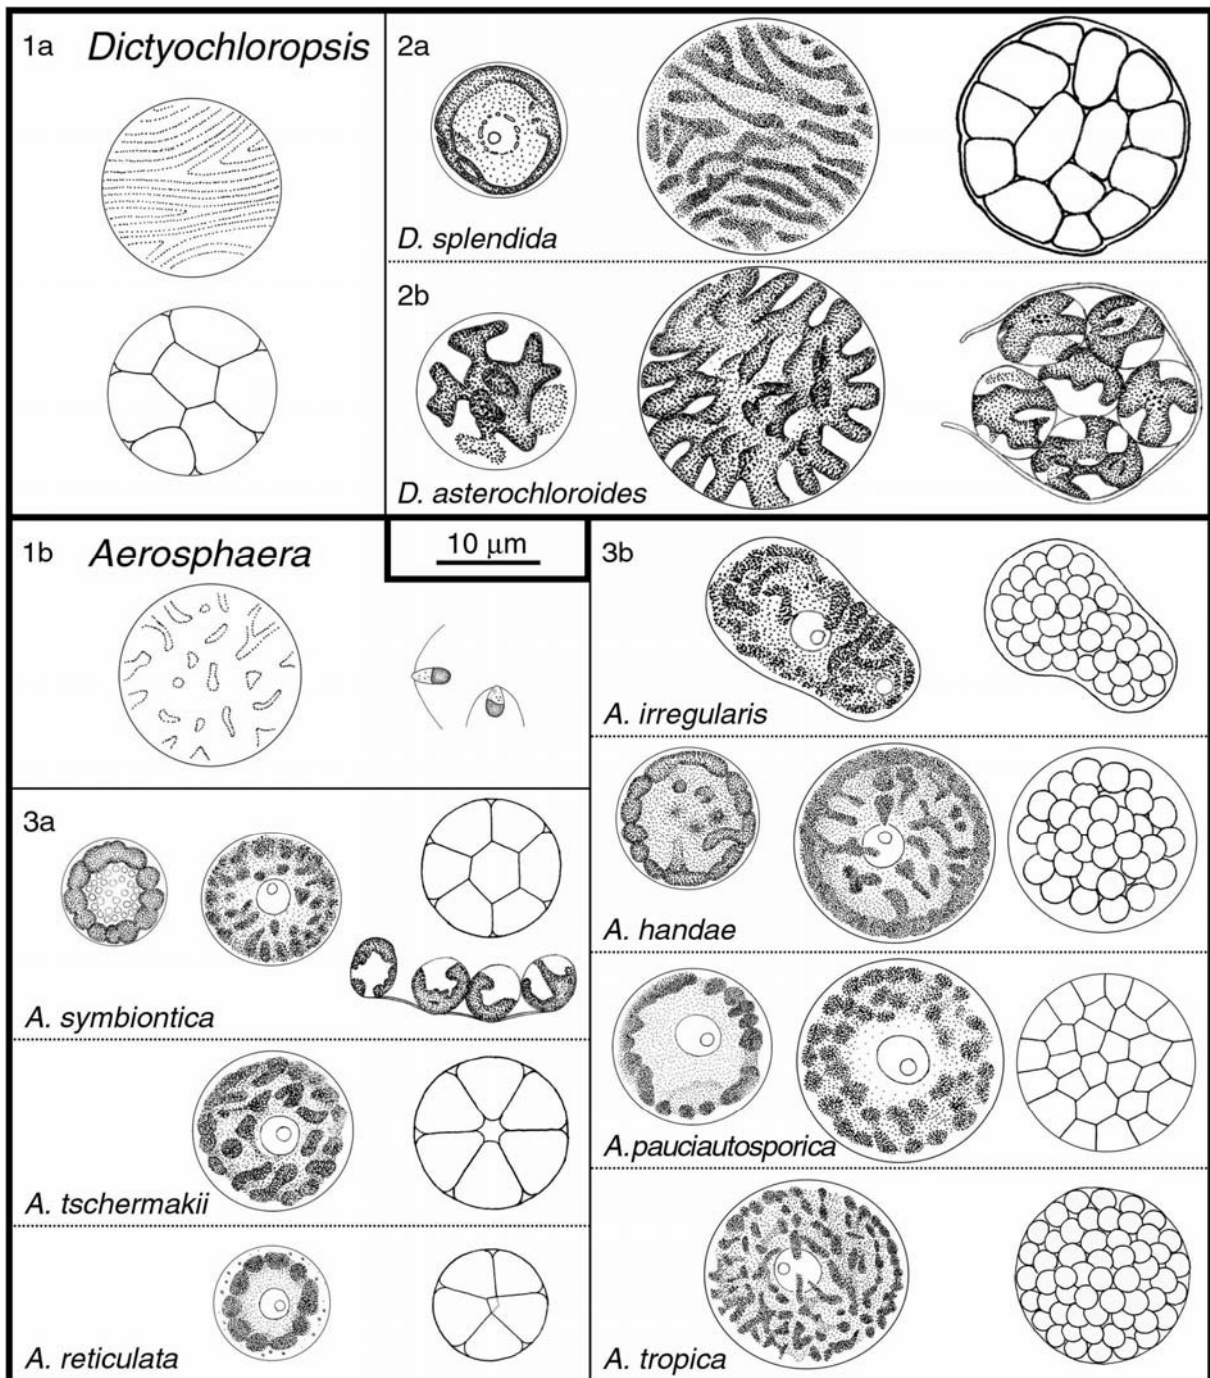 1a Dictyochloropsis
2a
D. splendida
2b
D. asterochloroides
1b Aerosphaera
10 μm
3a
A. symbiontica
A. tschermakii
A. reticulata
3b
A. irregularis
A. handae
A.pauciautosporica
A. tropica